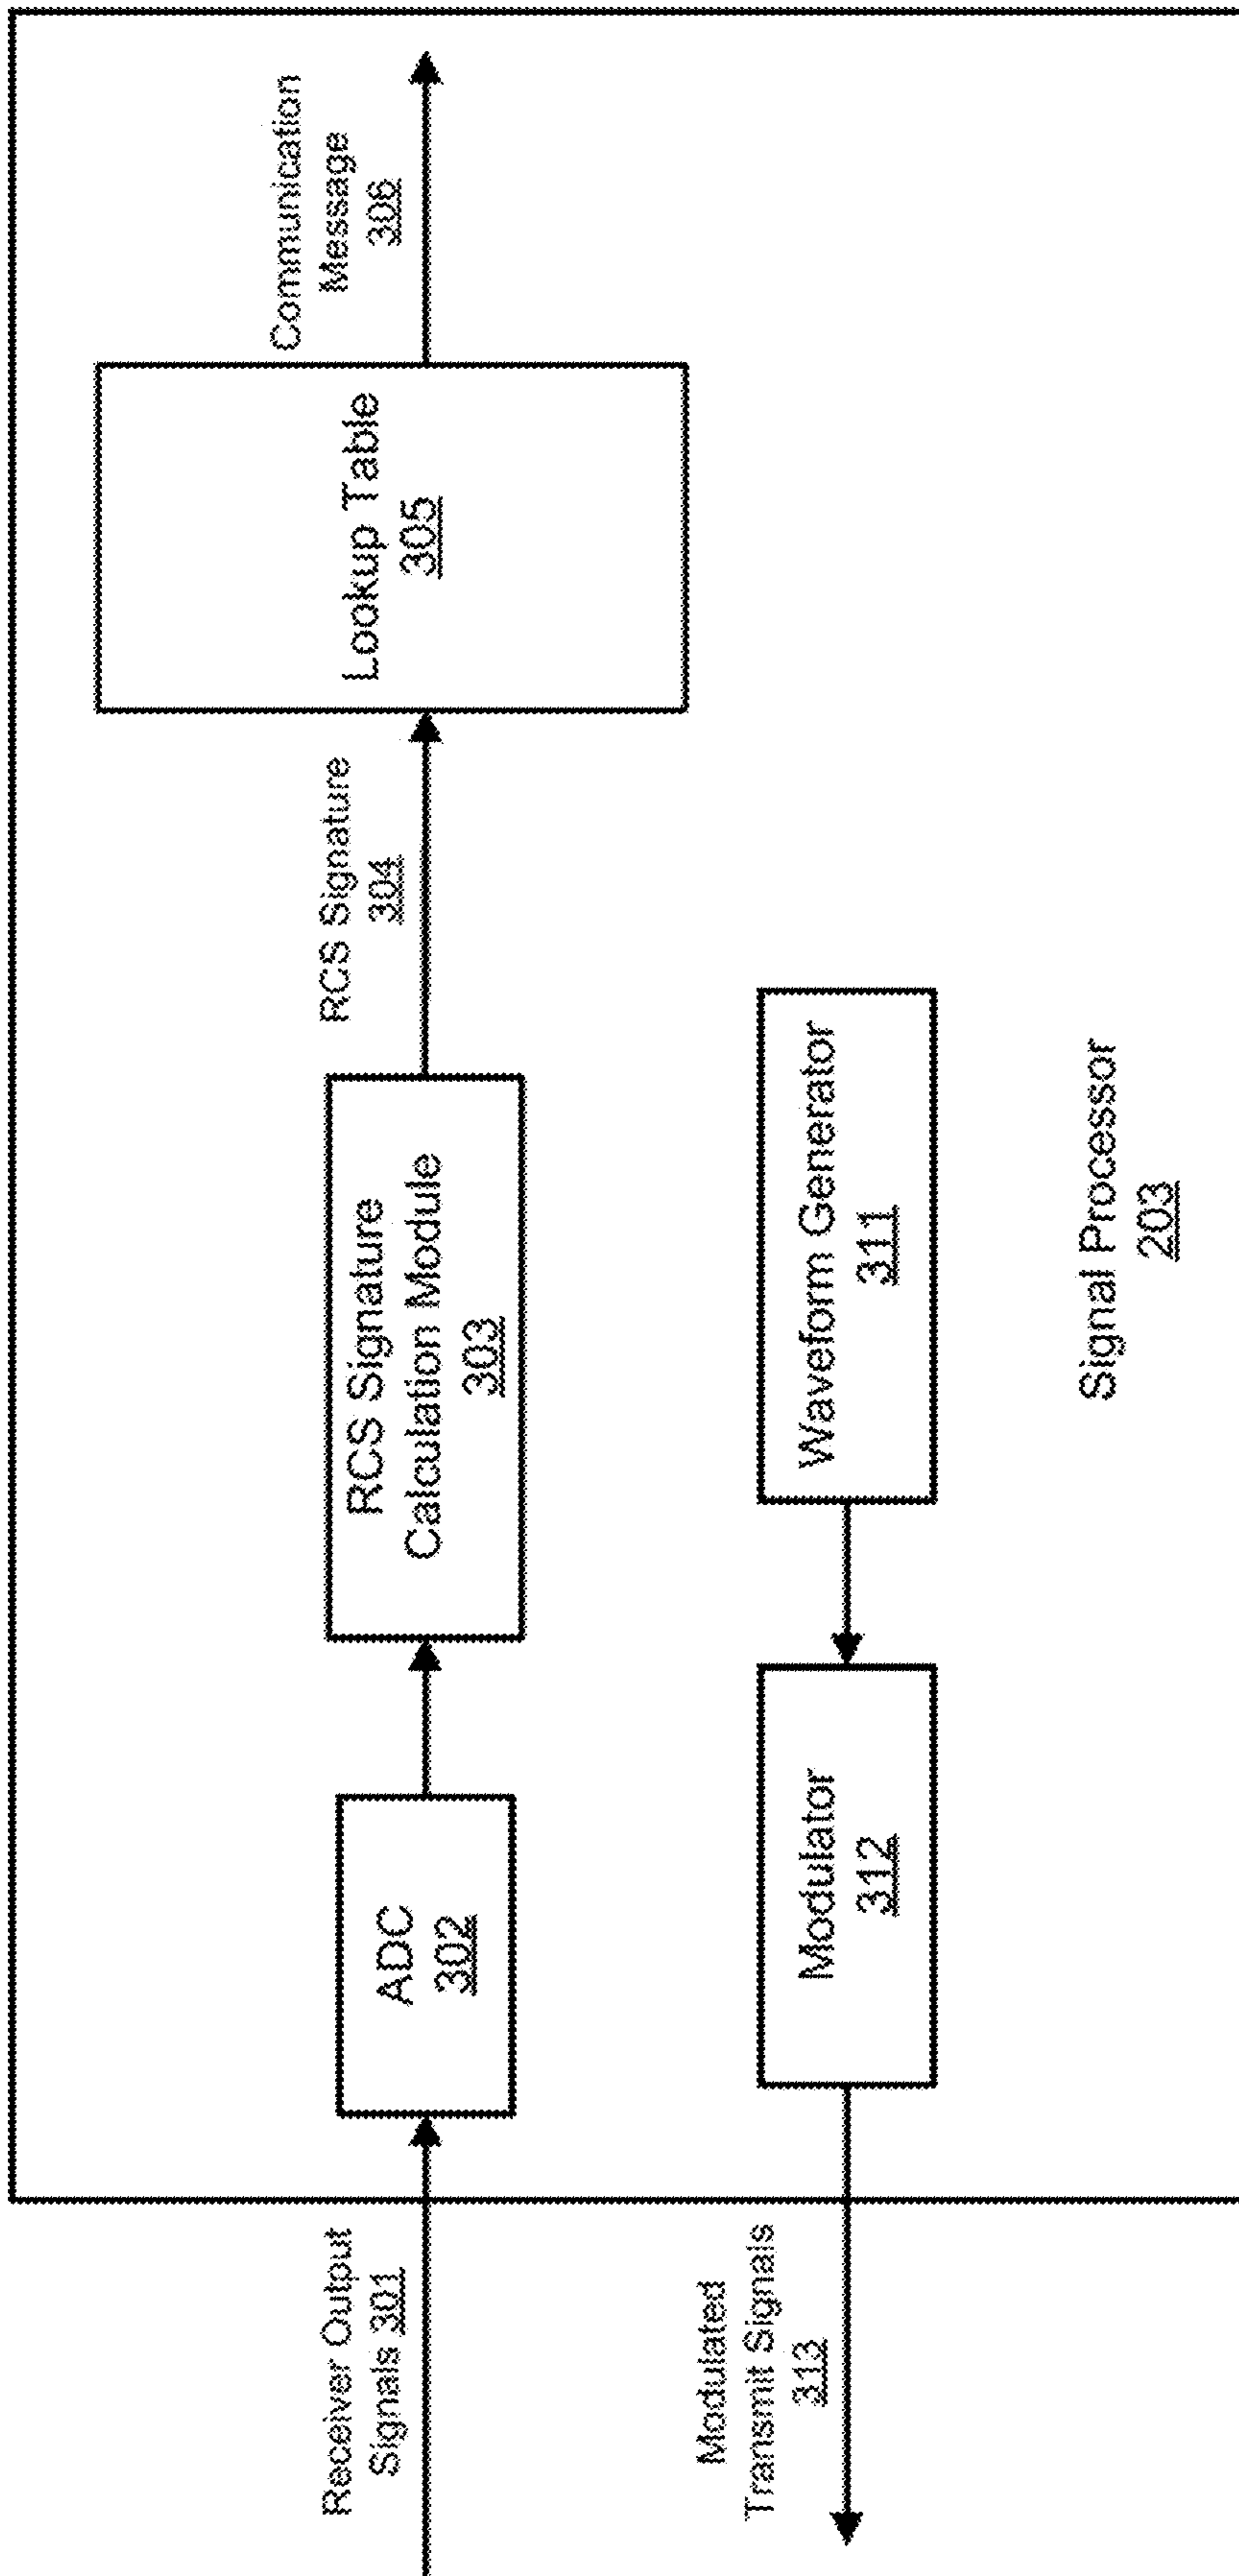 Receiver Output
Signals 301
ADC
302
RCS Signature
Calculation Module
303
RCS Signature
304
Lookup Table
305
Communication
Message
306
Modulated
Transmit Signals
313
Modulator
312
Waveform Generator
311
Signal Processor
203